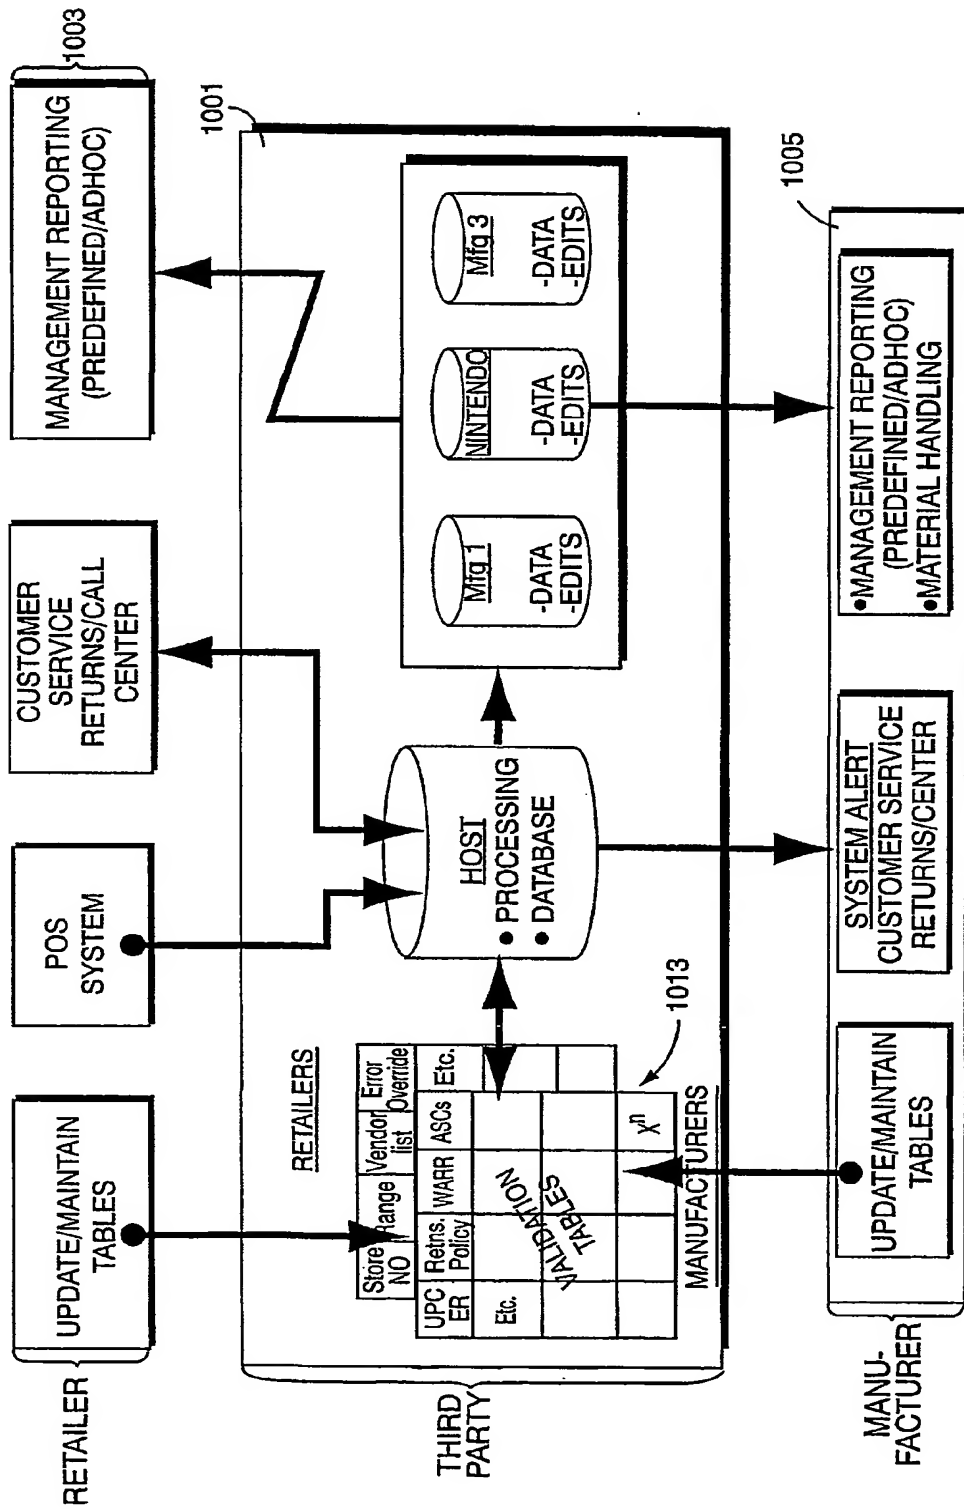 RETAILER
UPDATE/MAINTAIN
TABLES
POS
SYSTEM
CUSTOMER
SERVICE
RETURNS/CALL
CENTER
MANAGEMENT REPORTING
(PREDEFINED/ADHOC)
1003
THIRD
PARTY
1001
RETAILERS
Store
NO
Range
Vendor
list
Error
Override
UPC
ER
Retns.
Policy
WARR
ASCs
Etc.
Etc.
VALIDATION
TABLES
Xⁿ
MANUFACTURERS
1013
HOST
• PROCESSING
• DATABASE
Mfg 1
-DATA
-EDITS
NINTENDO
-DATA
-EDITS
Mfg 3
-DATA
-EDITS
MANU-
FACTURER
UPDATE/MAINTAIN
TABLES
SYSTEM ALERT
CUSTOMER SERVICE
RETURNS/CENTER
•MANAGEMENT REPORTING
(PREDEFINED/ADHOC)
•MATERIAL HANDLING
1005